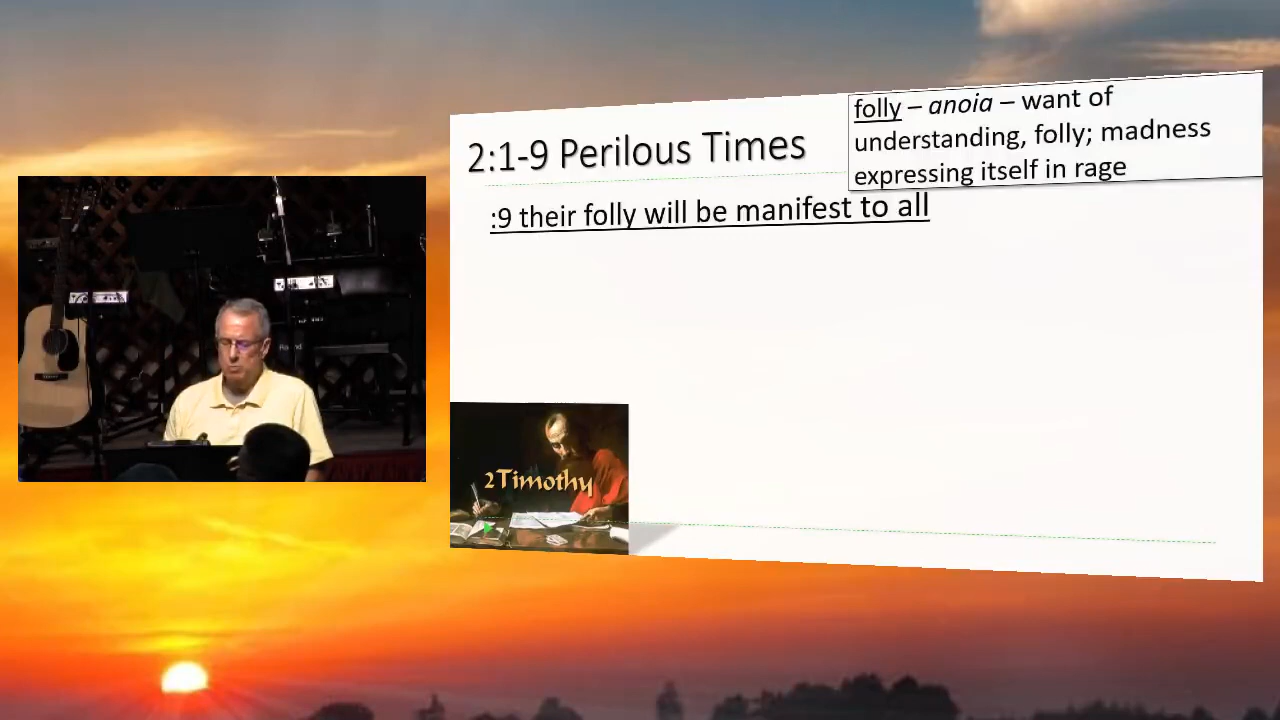 2:1-9 Perilous Times
folly – anoia – want of
understanding, folly; madness
expressing itself in rage
:9 their folly will be manifest to all
2Timothy
Roland